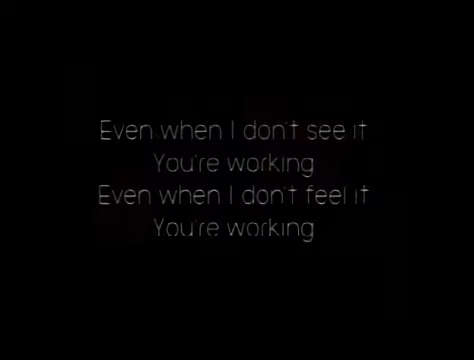 Even when I don't see it
You're working
Even when I don't feel it
You're working